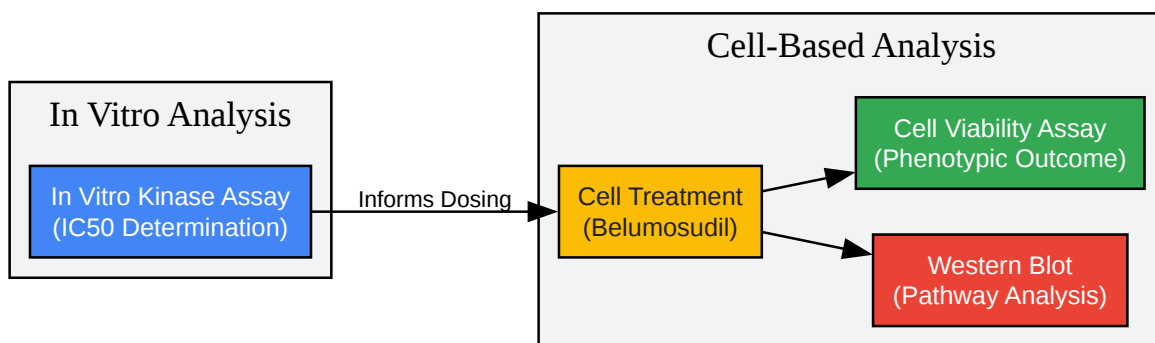 In Vitro Analysis
In Vitro Kinase Assay
(IC50 Determination)
Informs Dosing
Cell-Based Analysis
Cell Treatment
(Belumosudil)
Cell Viability Assay
(Phenotypic Outcome)
Western Blot
(Pathway Analysis)